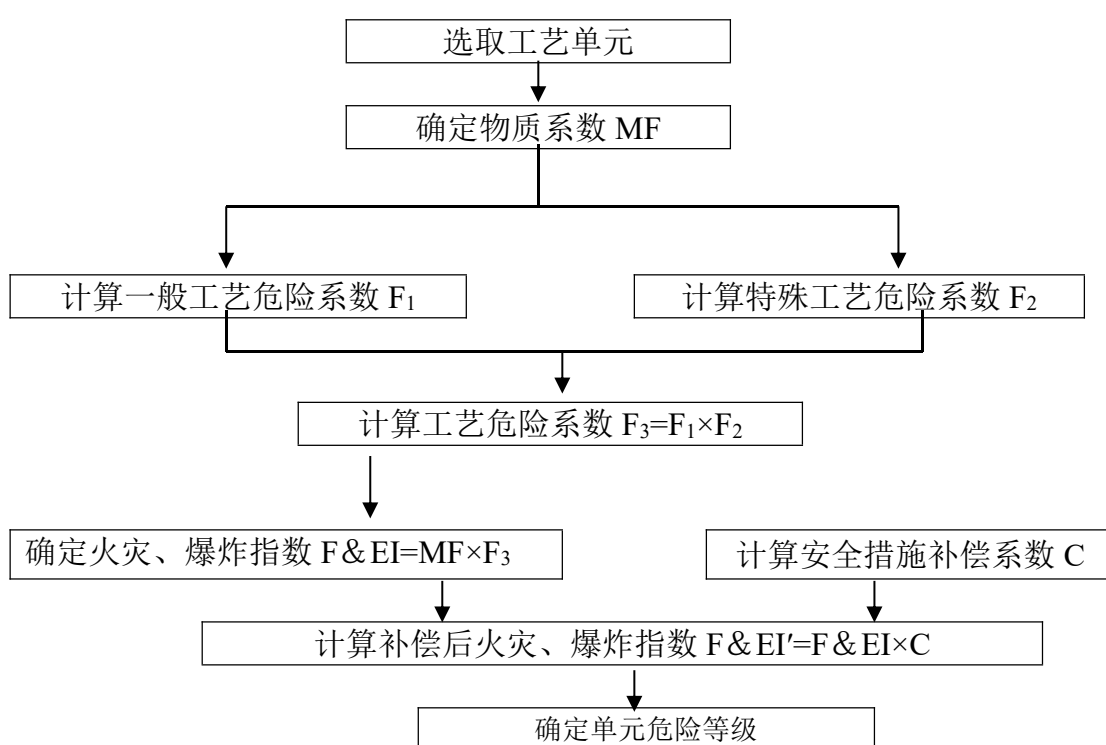 选取工艺单元
确定物质系数 MF
计算一般工艺危险系数 F₁
计算特殊工艺危险系数 F₂
计算工艺危险系数 F₃=F₁×F₂
确定火灾、爆炸指数 F&EI=MF×F₃
计算安全措施补偿系数 C
计算补偿后火灾、爆炸指数 F&EI′=F&EI×C
确定单元危险等级